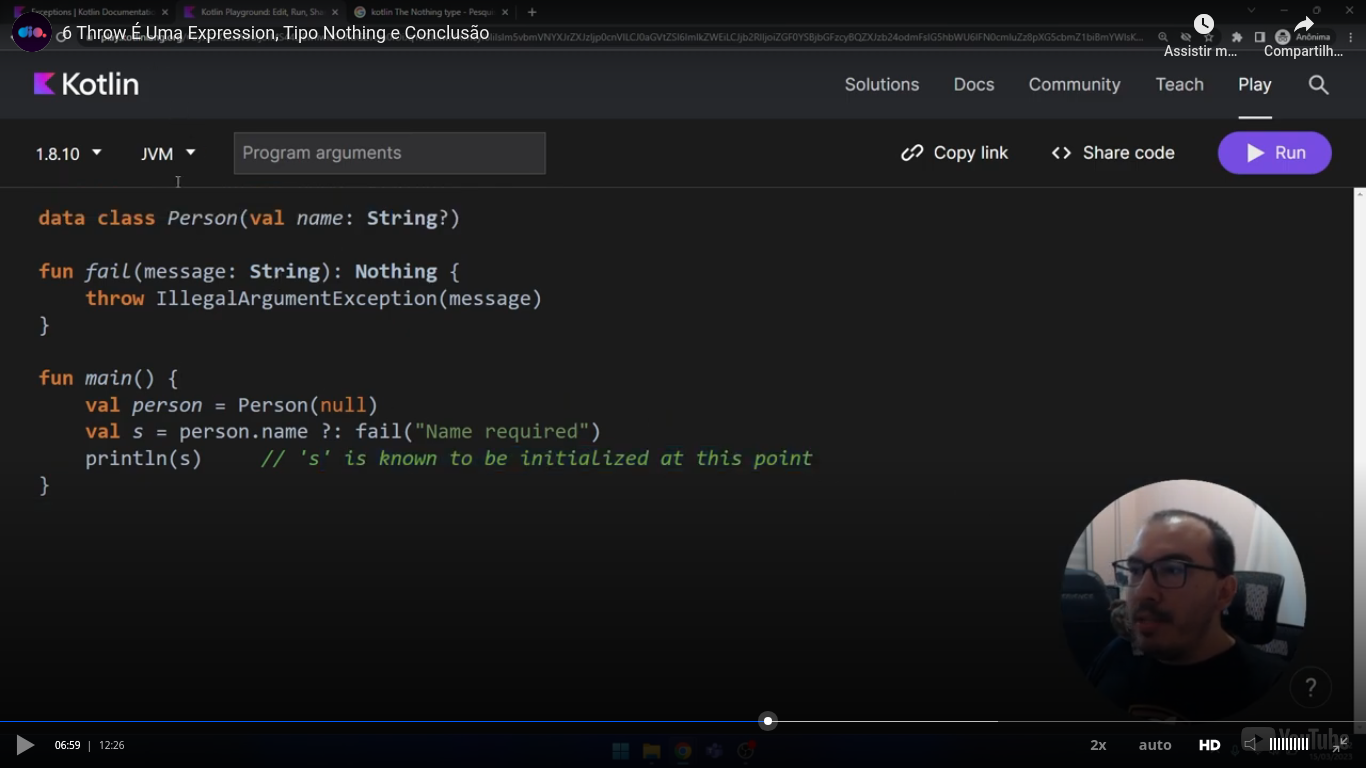 Exceptions | Kotlin Documentatio
Kotlin Playground: Edit, Run, Sha
kotlin The Nothing type - Pesqui
6 Throw É Uma Expression, Tipo Nothing e Conclusão
Anônima
Assistir m...
Compartilh...
Kotlin
Solutions
Docs
Community
Teach
Play
1.8.10
JVM
Program arguments
Copy link
Share code
Run
data class Person(val name: String?)
fun fail(message: String): Nothing {
throw IllegalArgumentException(message)
}
fun main() {
val person = Person(null)
val s = person.name ?: fail("Name required")
println(s) // 's' is known to be initialized at this point
}
?
06:59 | 12:26
2x
auto
HD
YouTube